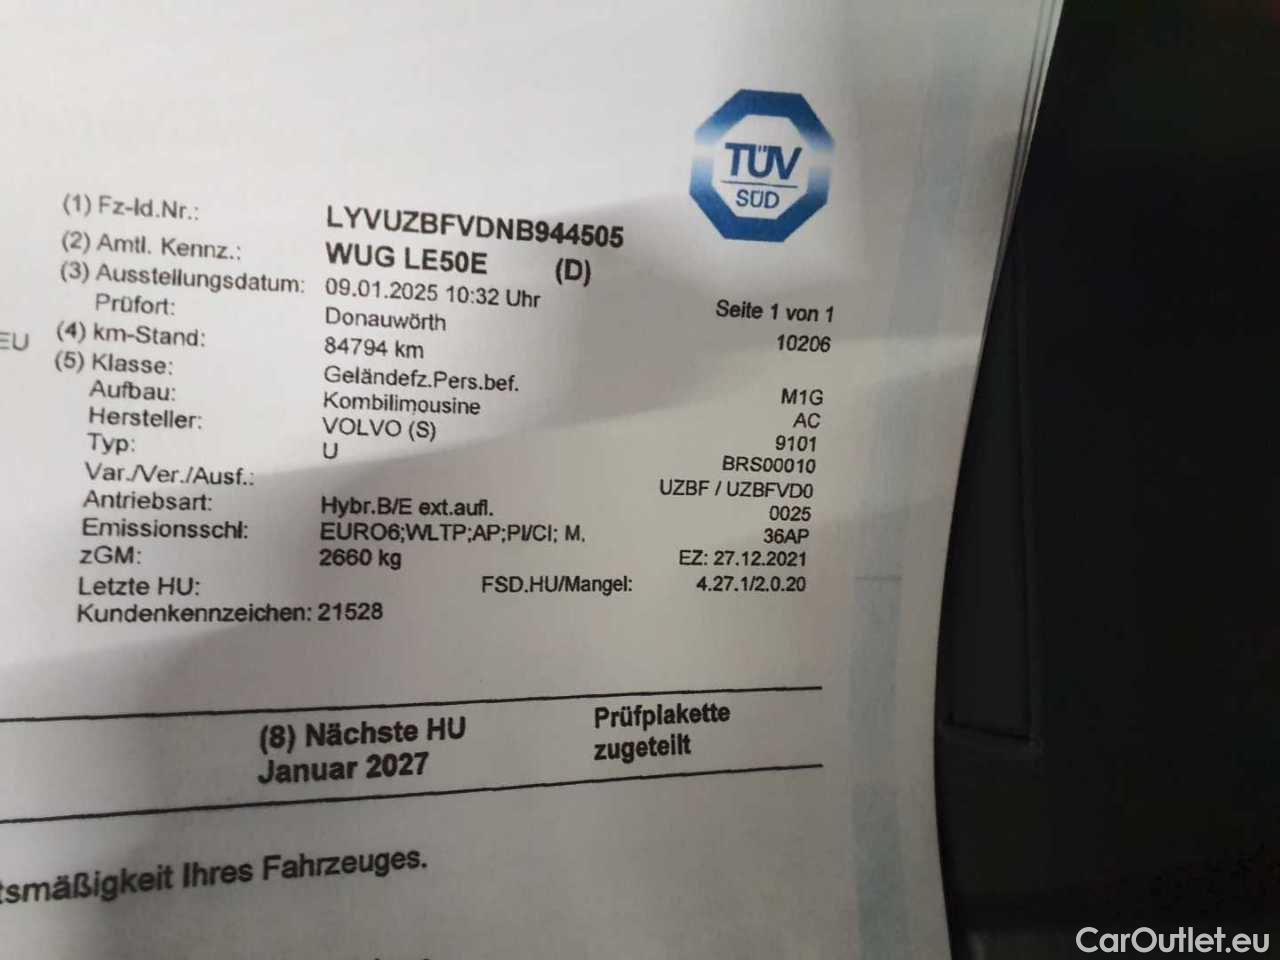 TÜV
SÜD
(1) Fz-Id.Nr.: LYVUZBFVDNB944505
(2) Amtl. Kennz.: WUG LE50E (D)
(3) Ausstellungsdatum: 09.01.2025 10:32 Uhr Seite 1 von 1
Prüfort: Donauwörth 10206
EU
(4) km-Stand: 84794 km
(5) Klasse: Geländefz.Pers.bef. M1G
Aufbau: Kombilimousine AC
Hersteller: VOLVO (S) 9101
Typ: U BRS00010
Var./Ver./Ausf.: UZBF / UZBFVD0
Antriebsart: Hybr.B/E ext.aufl. 0025
Emissionsschl: EURO6;WLTP;AP;PI/CI; M, 36AP
zGM: 2660 kg EZ: 27.12.2021
Letzte HU: FSD.HU/Mangel: 4.27.1/2.0.20
Kundenkennzeichen: 21528
(8) Nächste HU Prüfplakette
Januar 2027 zugeteilt
tsmäßigkeit Ihres Fahrzeuges.
CarOutlet.eu